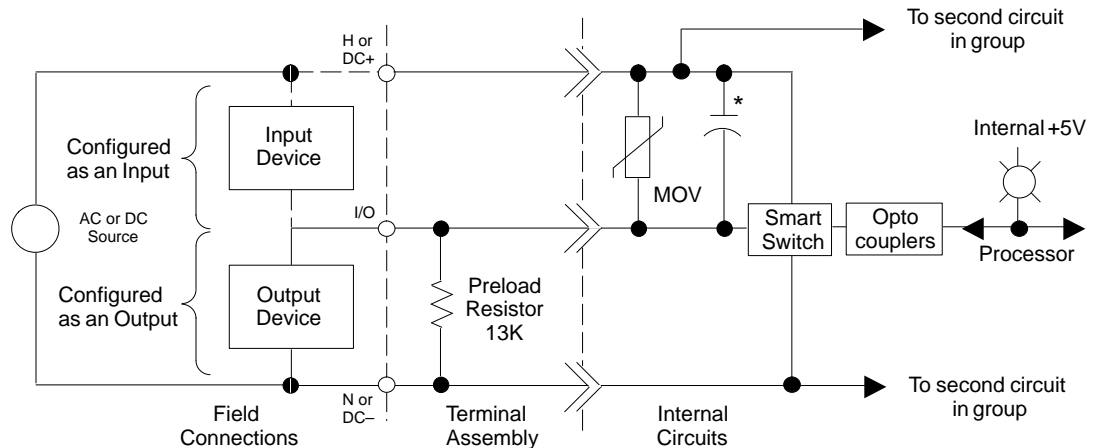 To second circuit
in group
H or
DC+
Configured
as an Input
Input
Device
*
MOV
Internal +5V
AC or DC
Source
I/O
Smart
Switch
Opto
couplers
Processor
Configured
as an Output
Output
Device
Preload
Resistor
13K
N or
DC–
To second circuit
in group
Field
Connections
Terminal
Assembly
Internal
Circuits